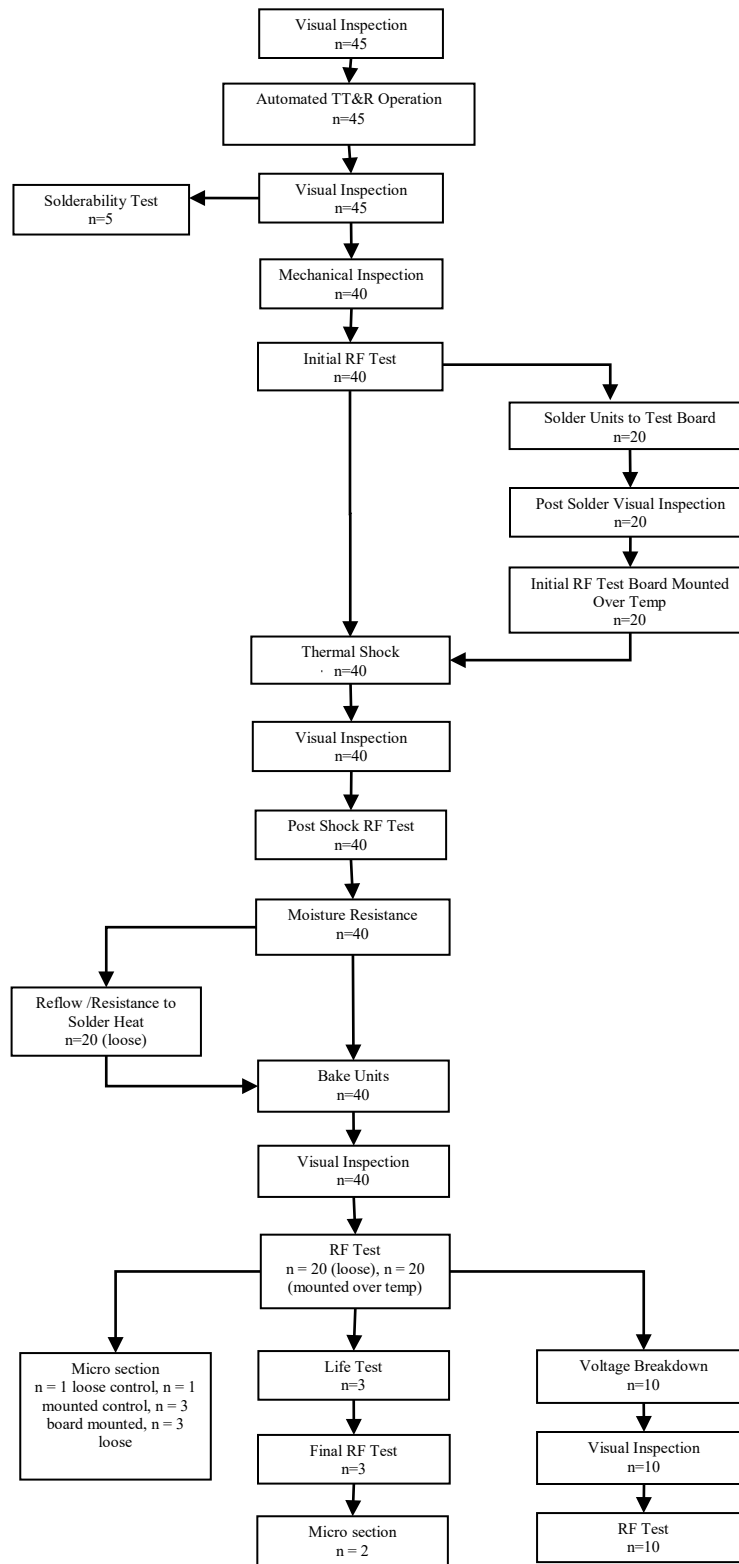 Visual Inspection
n=45
Automated TT&R Operation
n=45
Visual Inspection
n=45
Solderability Test
n=5
Mechanical Inspection
n=40
Initial RF Test
n=40
Solder Units to Test Board
n=20
Post Solder Visual Inspection
n=20
Initial RF Test Board Mounted
Over Temp
n=20
Thermal Shock
n=40
Visual Inspection
n=40
Post Shock RF Test
n=40
Moisture Resistance
n=40
Reflow /Resistance to
Solder Heat
n=20 (loose)
Bake Units
n=40
Visual Inspection
n=40
RF Test
n = 20 (loose), n = 20
(mounted over temp)
Micro section
n = 1 loose control, n = 1
mounted control, n = 3
board mounted, n = 3
loose
Life Test
n=3
Final RF Test
n=3
Micro section
n = 2
Voltage Breakdown
n=10
Visual Inspection
n=10
RF Test
n=10